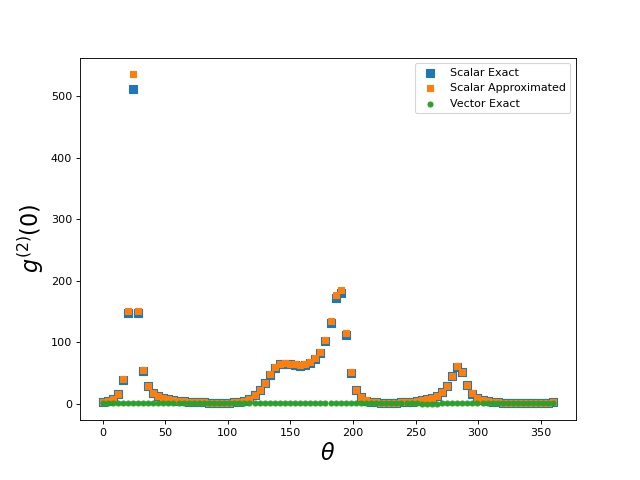 Scalar Exact
Scalar Approximated
Vector Exact
500
400
300
200
100
0
g^{(2)}(0)
0 50 100 150 200 250 300 350
θ